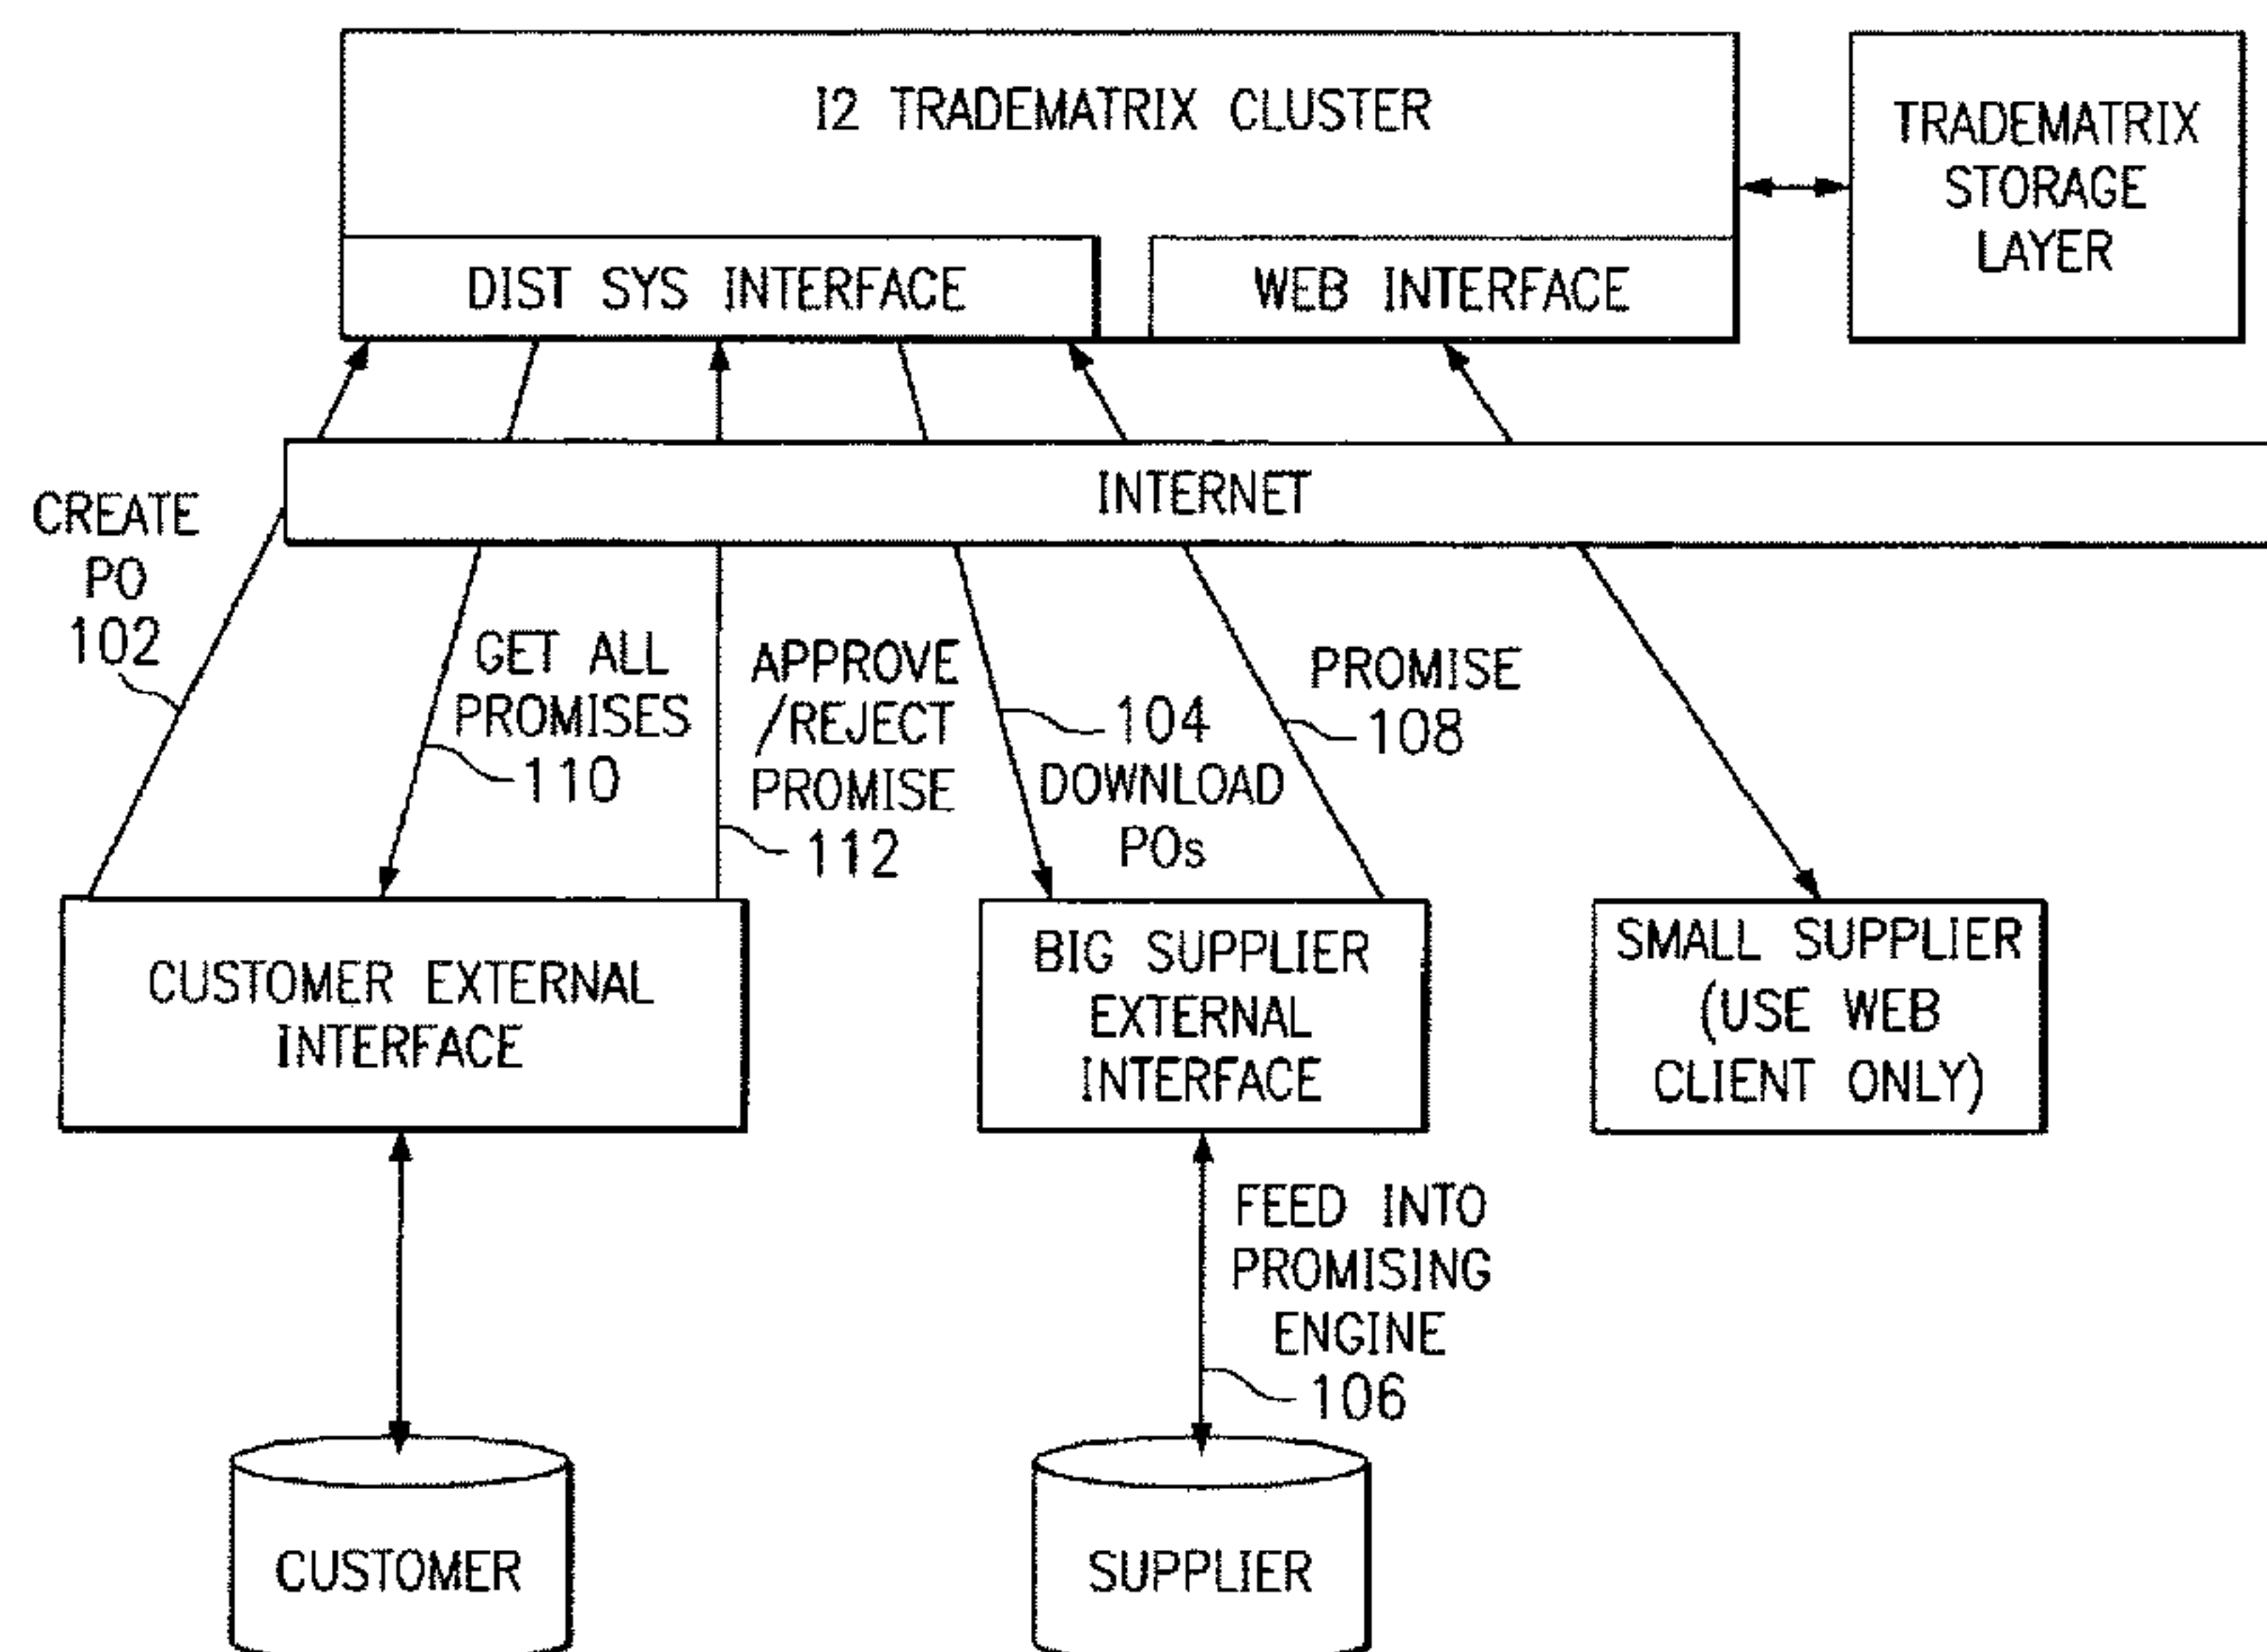 I2 TRADEMATRIX CLUSTER
TRADEMATRIX
STORAGE
LAYER
DIST SYS INTERFACE
WEB INTERFACE
INTERNET
CREATE
PO
102
GET ALL
PROMISES
110
APPROVE
/REJECT
PROMISE
112
104
DOWNLOAD
POs
PROMISE
108
CUSTOMER EXTERNAL
INTERFACE
BIG SUPPLIER
EXTERNAL
INTERFACE
SMALL SUPPLIER
(USE WEB
CLIENT ONLY)
FEED INTO
PROMISING
ENGINE
106
CUSTOMER
SUPPLIER